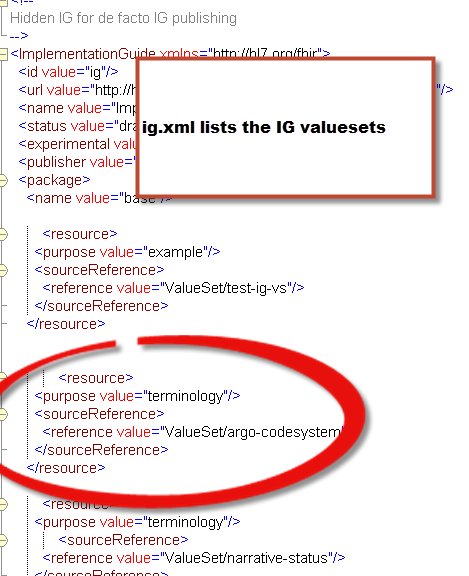 <!--
Hidden IG for de facto IG publishing
-->
<ImplementationGuide xmlns="http://hl7.org/fhir">
<id value="ig"/>
<url value="http://h "/>
<name value="Imp
<status value="dra
<experimental valu
<publisher value="
<package>
<name value="base"/>
ig.xml lists the IG valuesets
<resource>
<purpose value="example"/>
<sourceReference>
<reference value="ValueSet/test-ig-vs"/>
</sourceReference>
</resource>
<resource>
<purpose value="terminology"/>
<sourceReference>
<reference value="ValueSet/argo-codesystem
</sourceReference>
</resource>
<resource>
<purpose value="terminology"/>
<sourceReference>
<reference value="ValueSet/narrative-status"/>
</sourceReference>